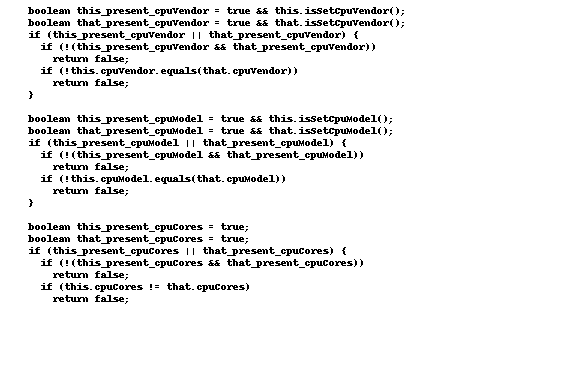 boolean this_present_cpuVendor = true && this.isSetCpuVendor();
boolean that_present_cpuVendor = true && that.isSetCpuVendor();
if (this_present_cpuVendor || that_present_cpuVendor) {
if (!(this_present_cpuVendor && that_present_cpuVendor))
return false;
if (!this.cpuVendor.equals(that.cpuVendor))
return false;
}
boolean this_present_cpuModel = true && this.isSetCpuModel();
boolean that_present_cpuModel = true && that.isSetCpuModel();
if (this_present_cpuModel || that_present_cpuModel) {
if (!(this_present_cpuModel && that_present_cpuModel))
return false;
if (!this.cpuModel.equals(that.cpuModel))
return false;
}
boolean this_present_cpuCores = true;
boolean that_present_cpuCores = true;
if (this_present_cpuCores || that_present_cpuCores) {
if (!(this_present_cpuCores && that_present_cpuCores))
return false;
if (this.cpuCores != that.cpuCores)
return false;